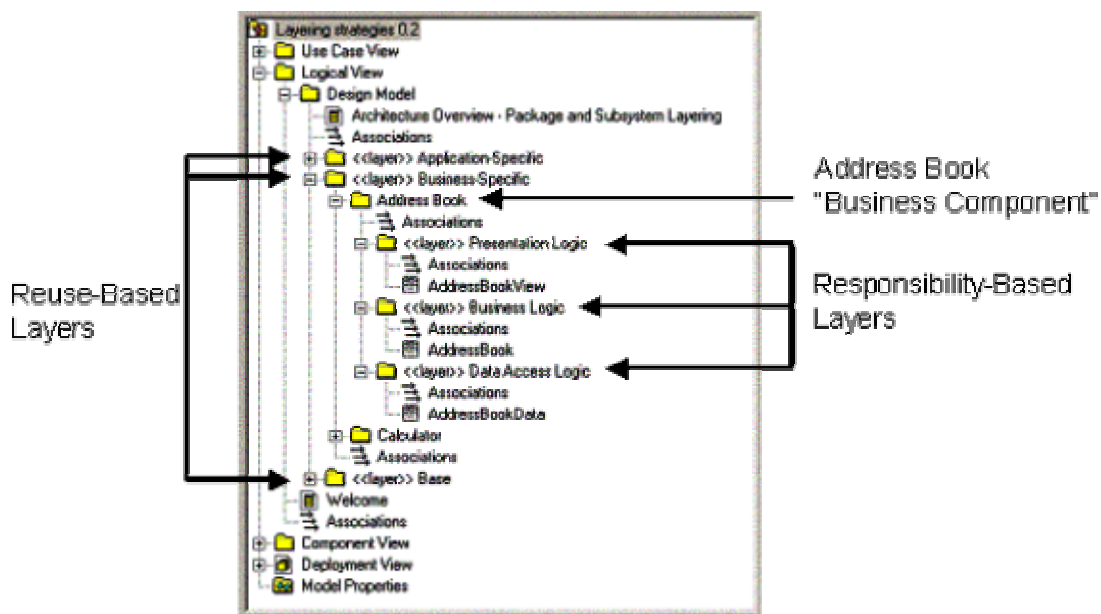 Layering strategies 0.2
Use Case View
Logical View
Design Model
Architecture Overview - Package and Subsystem Layering
Associations
<<layer>> Application-Specific
<<layer>> Business-Specific
Address Book
Associations
<<layer>> Presentation Logic
Associations
AddressBookView
<<layer>> Business Logic
Associations
AddressBook
<<layer>> Data Access Logic
Associations
AddressBookData
Calculator
Associations
<<layer>> Base
Welcome
Associations
Component View
Deployment View
Model Properties
Reuse-Based
Layers
Address Book
"Business Component"
Responsibility-Based
Layers